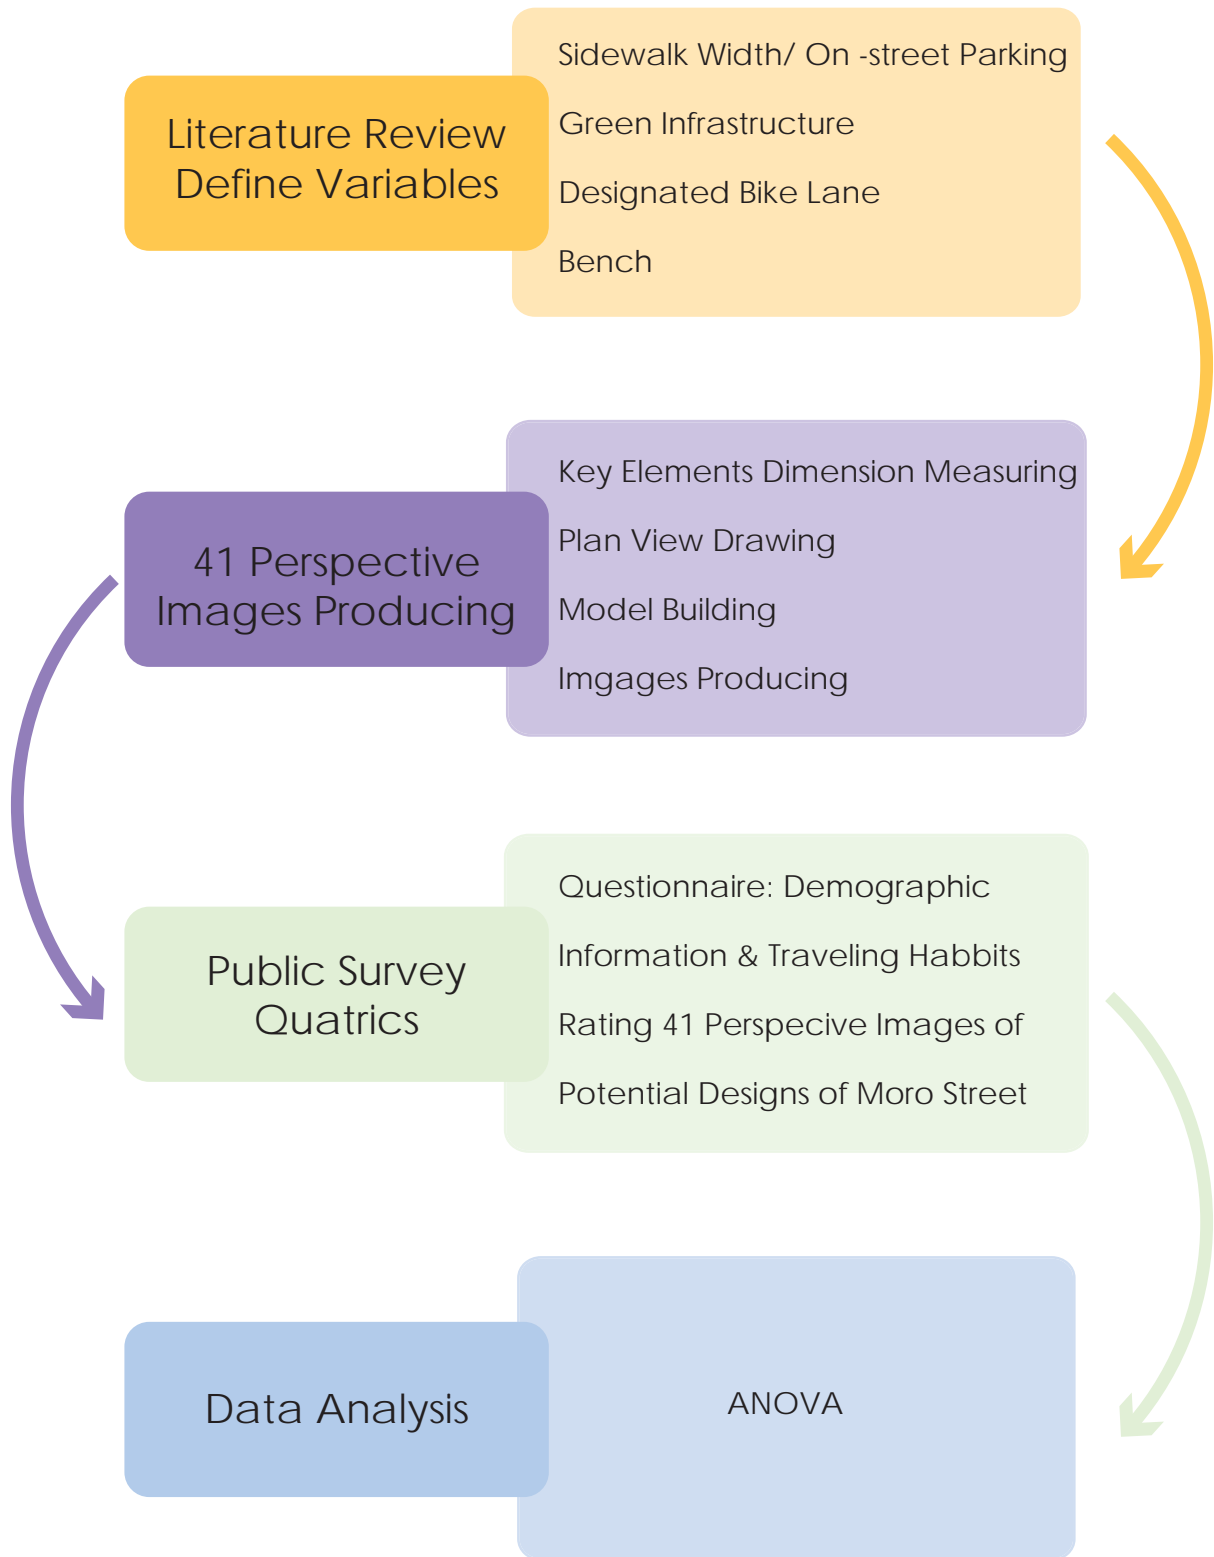 Literature Review
Define Variables
Sidewalk Width/ On -street Parking
Green Infrastructure
Designated Bike Lane
Bench
41 Perspective
Images Producing
Key Elements Dimension Measuring
Plan View Drawing
Model Building
Imgages Producing
Public Survey
Quatrics
Questionnaire: Demographic
Information & Traveling Habbits
Rating 41 Perspecive Images of
Potential Designs of Moro Street
Data Analysis
ANOVA